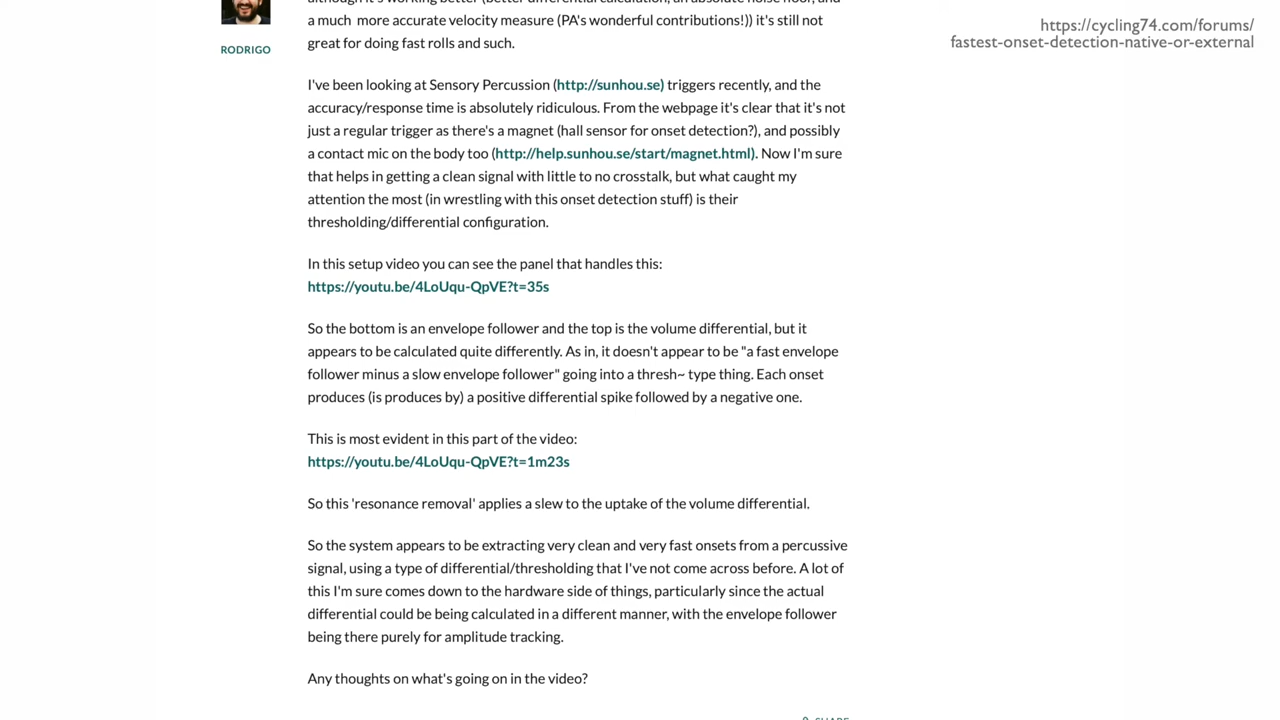 although it's working better (better differential calculation, an absolute noise floor, and
https://cycling74.com/forums/
fastest-onset-detection-native-or-external
a much more accurate velocity measure (PA's wonderful contributions!)) it's still not
RODRIGO
great for doing fast rolls and such.
I've been looking at Sensory Percussion (http://sunhou.se) triggers recently, and the
accuracy/response time is absolutely ridiculous. From the webpage it's clear that it's not
just a regular trigger as there's a magnet (hall sensor for onset detection?), and possibly
a contact mic on the body too (http://help.sunhou.se/start/magnet.html). Now I'm sure
that helps in getting a clean signal with little to no crosstalk, but what caught my
attention the most (in wrestling with this onset detection stuff) is their
thresholding/differential configuration.
In this setup video you can see the panel that handles this:
https://youtu.be/4LoUqu-QpVE?t=35s
So the bottom is an envelope follower and the top is the volume differential, but it
appears to be calculated quite differently. As in, it doesn't appear to be "a fast envelope
follower minus a slow envelope follower" going into a thresh~ type thing. Each onset
produces (is produces by) a positive differential spike followed by a negative one.
This is most evident in this part of the video:
https://youtu.be/4LoUqu-QpVE?t=1m23s
So this 'resonance removal' applies a slew to the uptake of the volume differential.
So the system appears to be extracting very clean and very fast onsets from a percussive
signal, using a type of differential/thresholding that I've not come across before. A lot of
this I'm sure comes down to the hardware side of things, particularly since the actual
differential could be being calculated in a different manner, with the envelope follower
being there purely for amplitude tracking.
Any thoughts on what's going on in the video?
SHARE